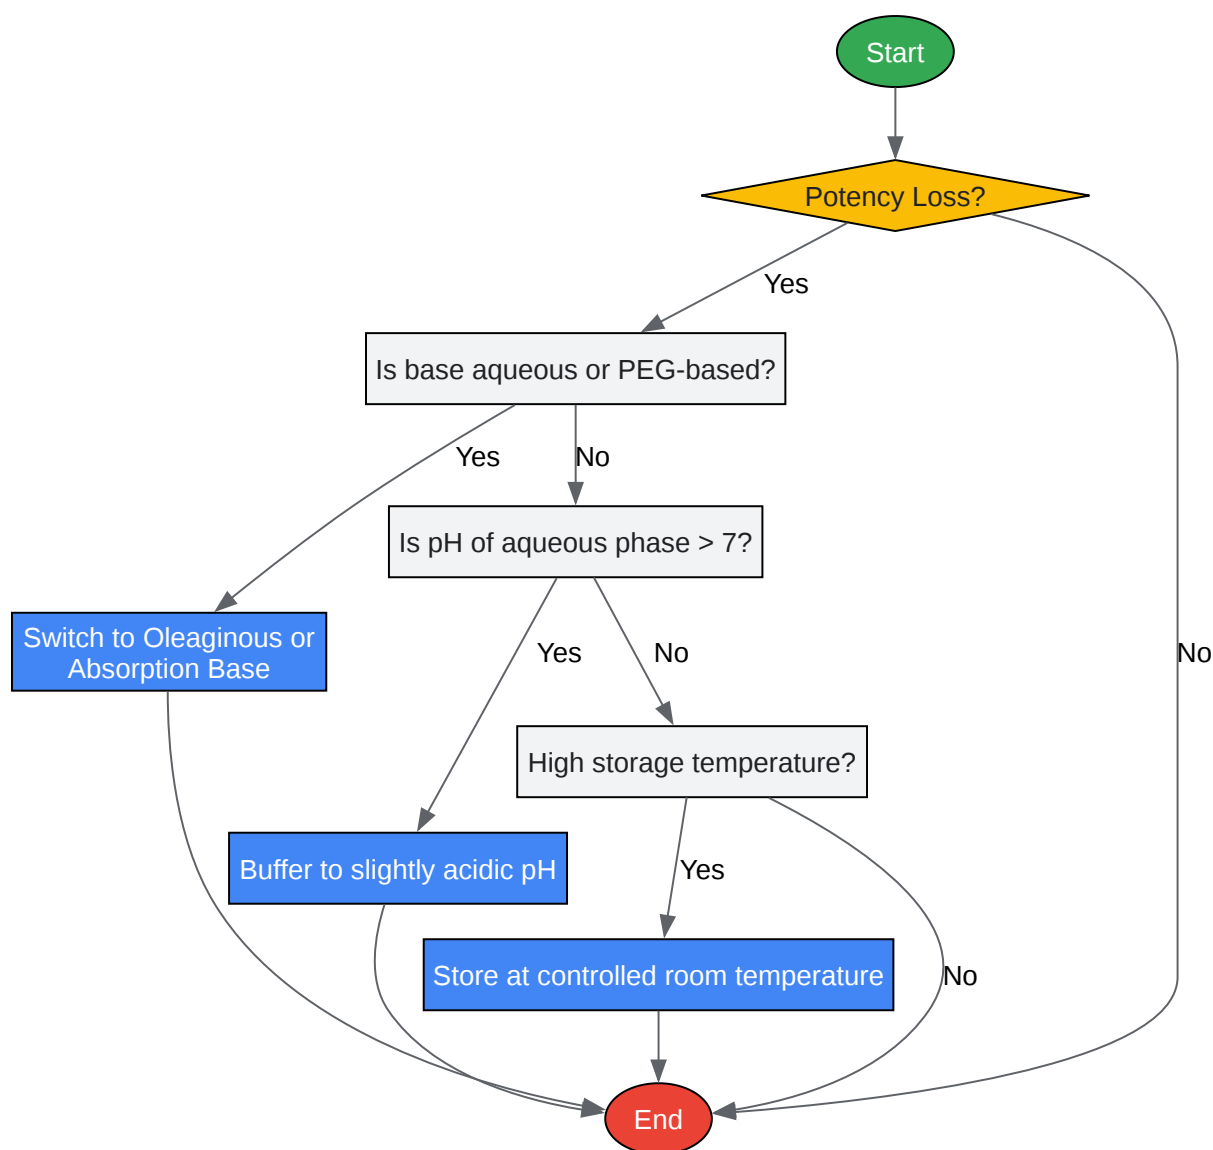 Start
Potency Loss?
Yes
Is base aqueous or PEG-based?
Yes
No
Is pH of aqueous phase > 7?
Switch to Oleaginous or
Absorption Base
Yes
No
No
High storage temperature?
Buffer to slightly acidic pH
Yes
Store at controlled room temperature
No
End